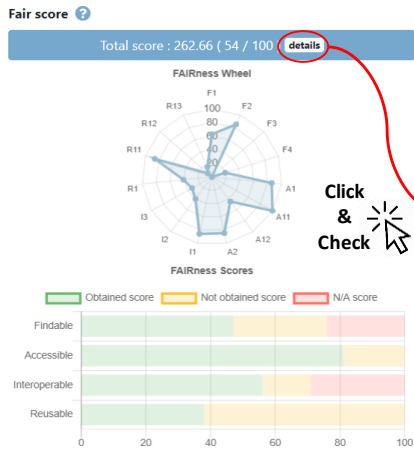 Fair score ?
Total score : 262.66 ( 54 / 100 details
FAIRness Wheel
F1
R13 F2
100
R12 F3
80
60
R11 F4
40
20
0
R1 A1
I3 A11
I2 A12
I1 A2
Click
&
Check
FAIRness Scores
Obtained score Not obtained score N/A score
Findable
Accessible
Interoperable
Reusable
0 20 40 60 80 100